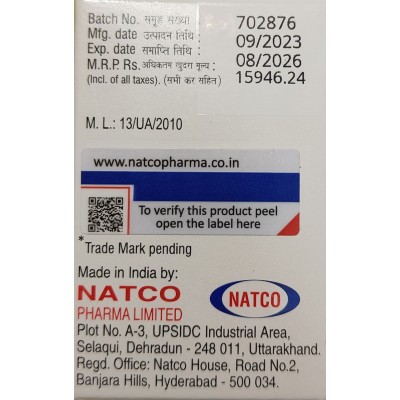 Batch No. समूह संख्या : 702876
Mfg. date उत्पादन तिथि : 09/2023
Exp. date समाप्ति तिथि : 08/2026
M.R.P. Rs. अधिकतम खुदरा मूल्य : 15946.24
(Incl. of all taxes). (सभी कर सहित)
M. L.: 13/UA/2010
www.natcopharma.co.in
To verify this product peel
open the label here
*Trade Mark pending
Made in India by:
NATCO
PHARMA LIMITED
NATCO
Plot No. A-3, UPSIDC Industrial Area,
Selaqui, Dehradun - 248 011, Uttarakhand.
Regd. Office: Natco House, Road No.2,
Banjara Hills, Hyderabad - 500 034.